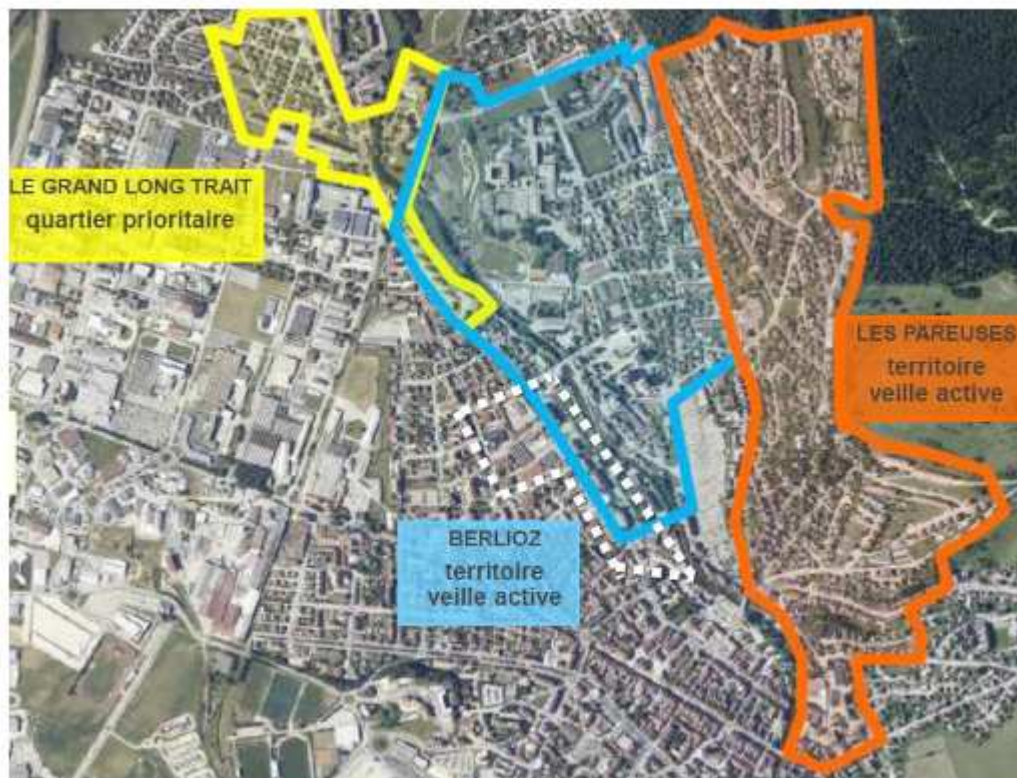 LE GRAND LONG TRAIT
quartier prioritaire
LES PAREUSES
territoire
veille active
BERLIOZ
territoire
veille active